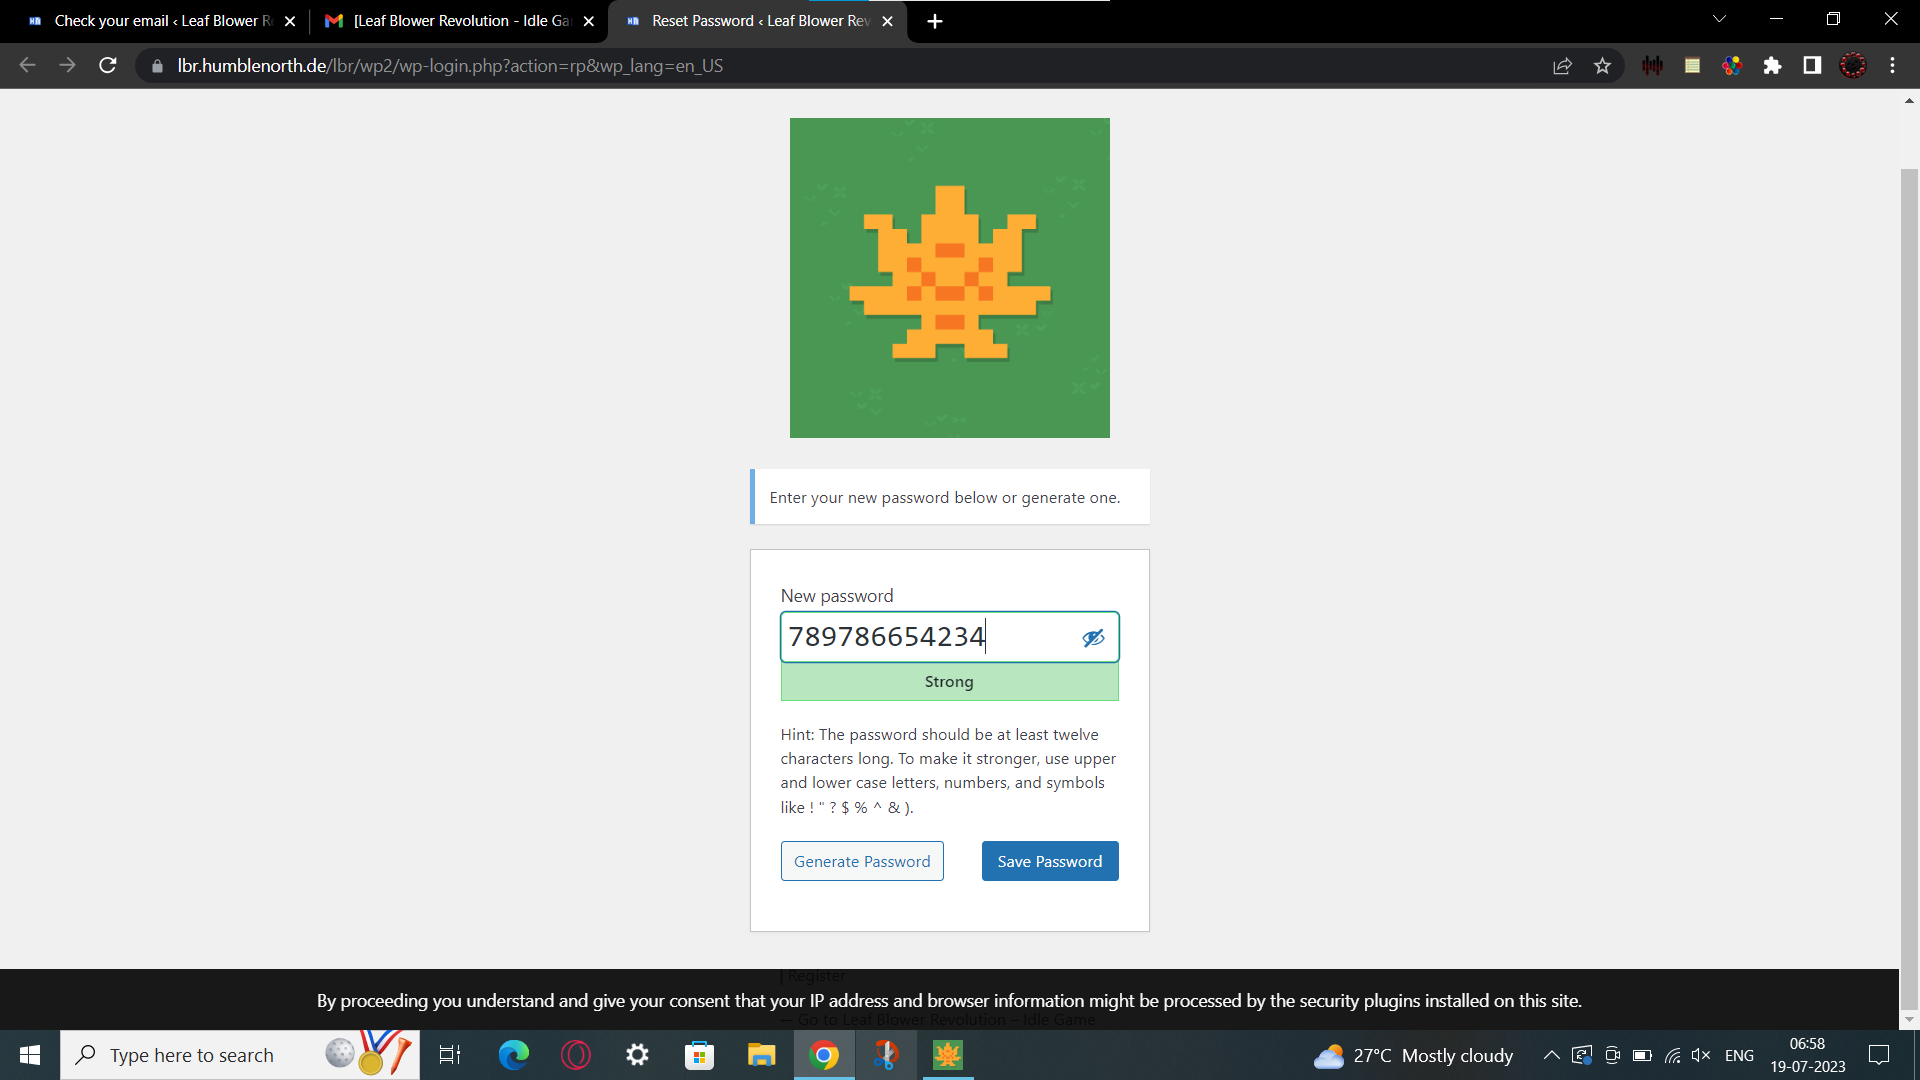 Check your email ‹ Leaf Blower R
[Leaf Blower Revolution - Idle Ga
Reset Password ‹ Leaf Blower Rev
lbr.humblenorth.de/lbr/wp2/wp-login.php?action=rp&wp_lang=en_US
Enter your new password below or generate one.
New password
789786654234
Strong
Hint: The password should be at least twelve
characters long. To make it stronger, use upper
and lower case letters, numbers, and symbols
like ! " ? $ % ^ & ).
Generate Password
Save Password
| Register
By proceeding you understand and give your consent that your IP address and browser information might be processed by the security plugins installed on this site.
← Go to Leaf Blower Revolution – Idle Game
Type here to search
27°C Mostly cloudy
ENG
06:58
19-07-2023